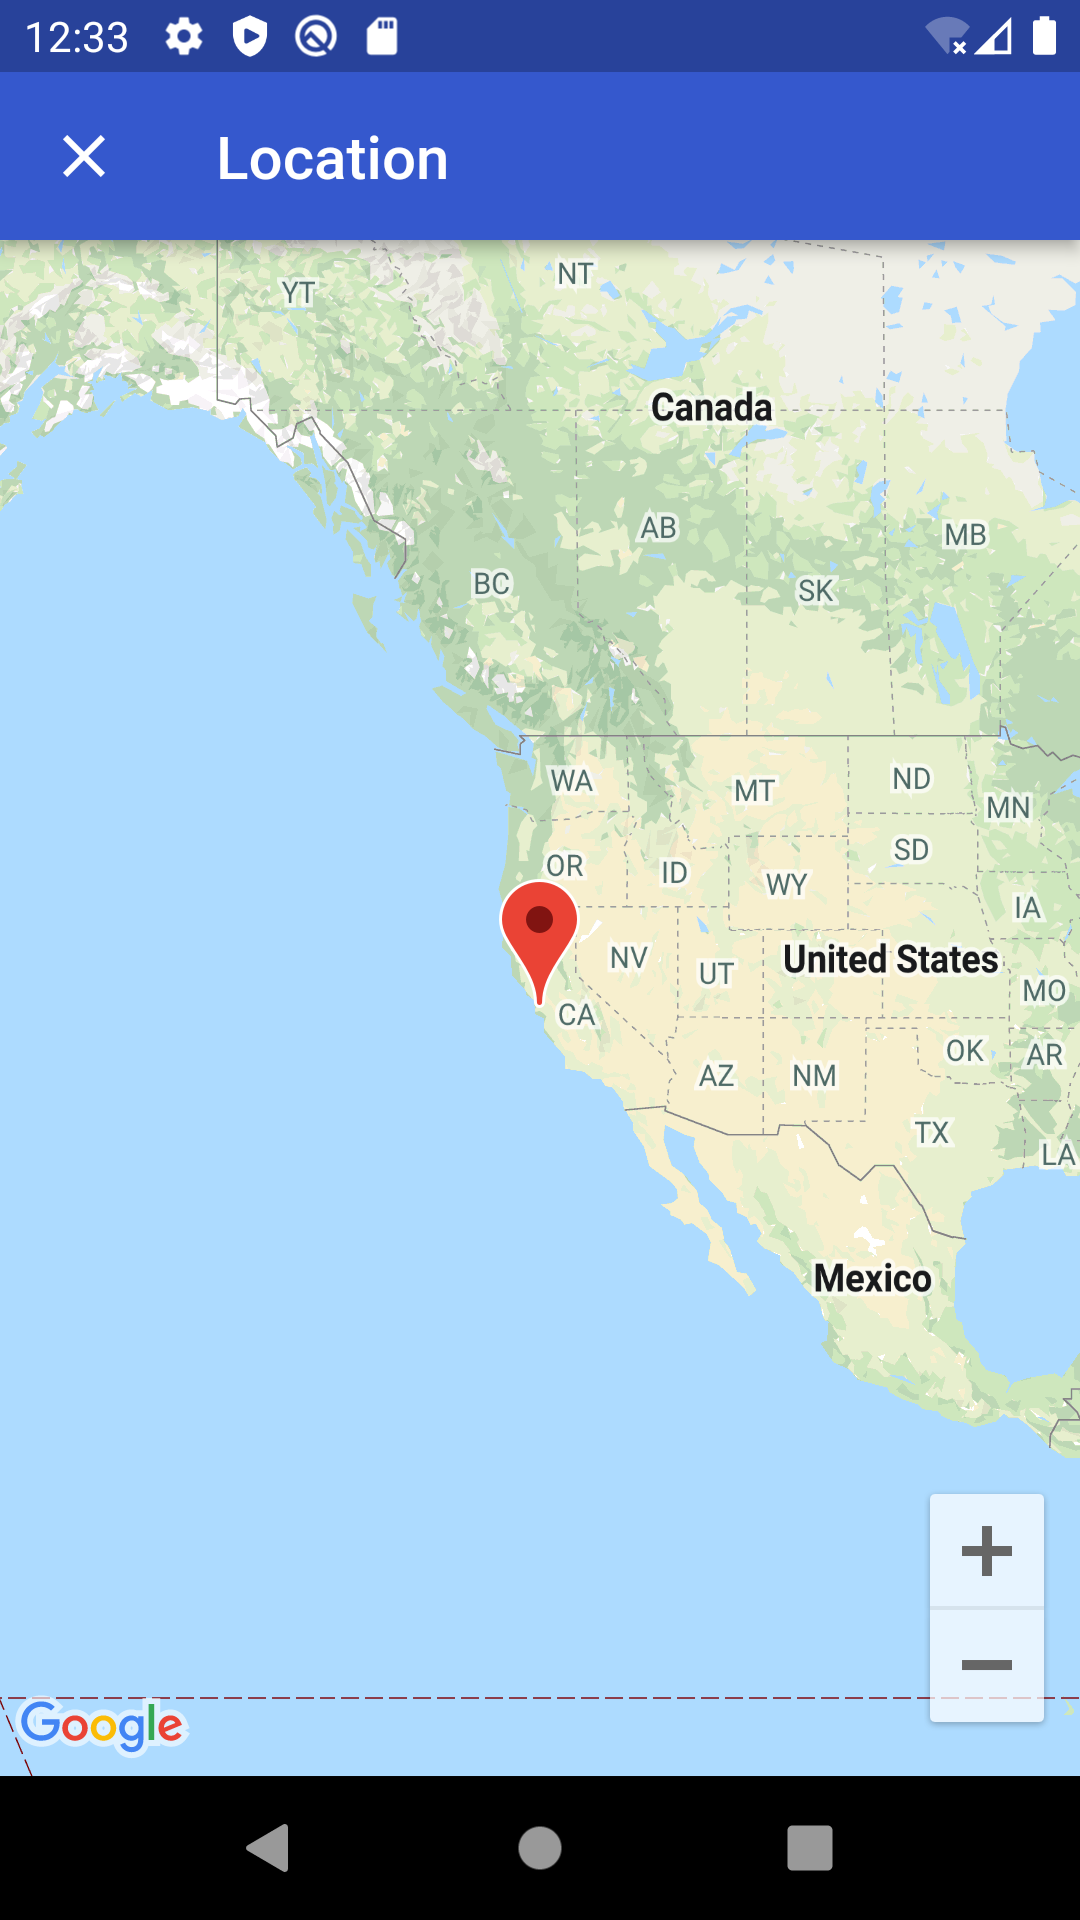 12:33
Location
NT
YT
Canada
AB
MB
BC
SK
WA
MT
ND
MN
SD
OR
ID
WY
IA
NV
United States
UT
MO
CA
OK
AR
AZ
NM
TX
LA
Mexico
Google